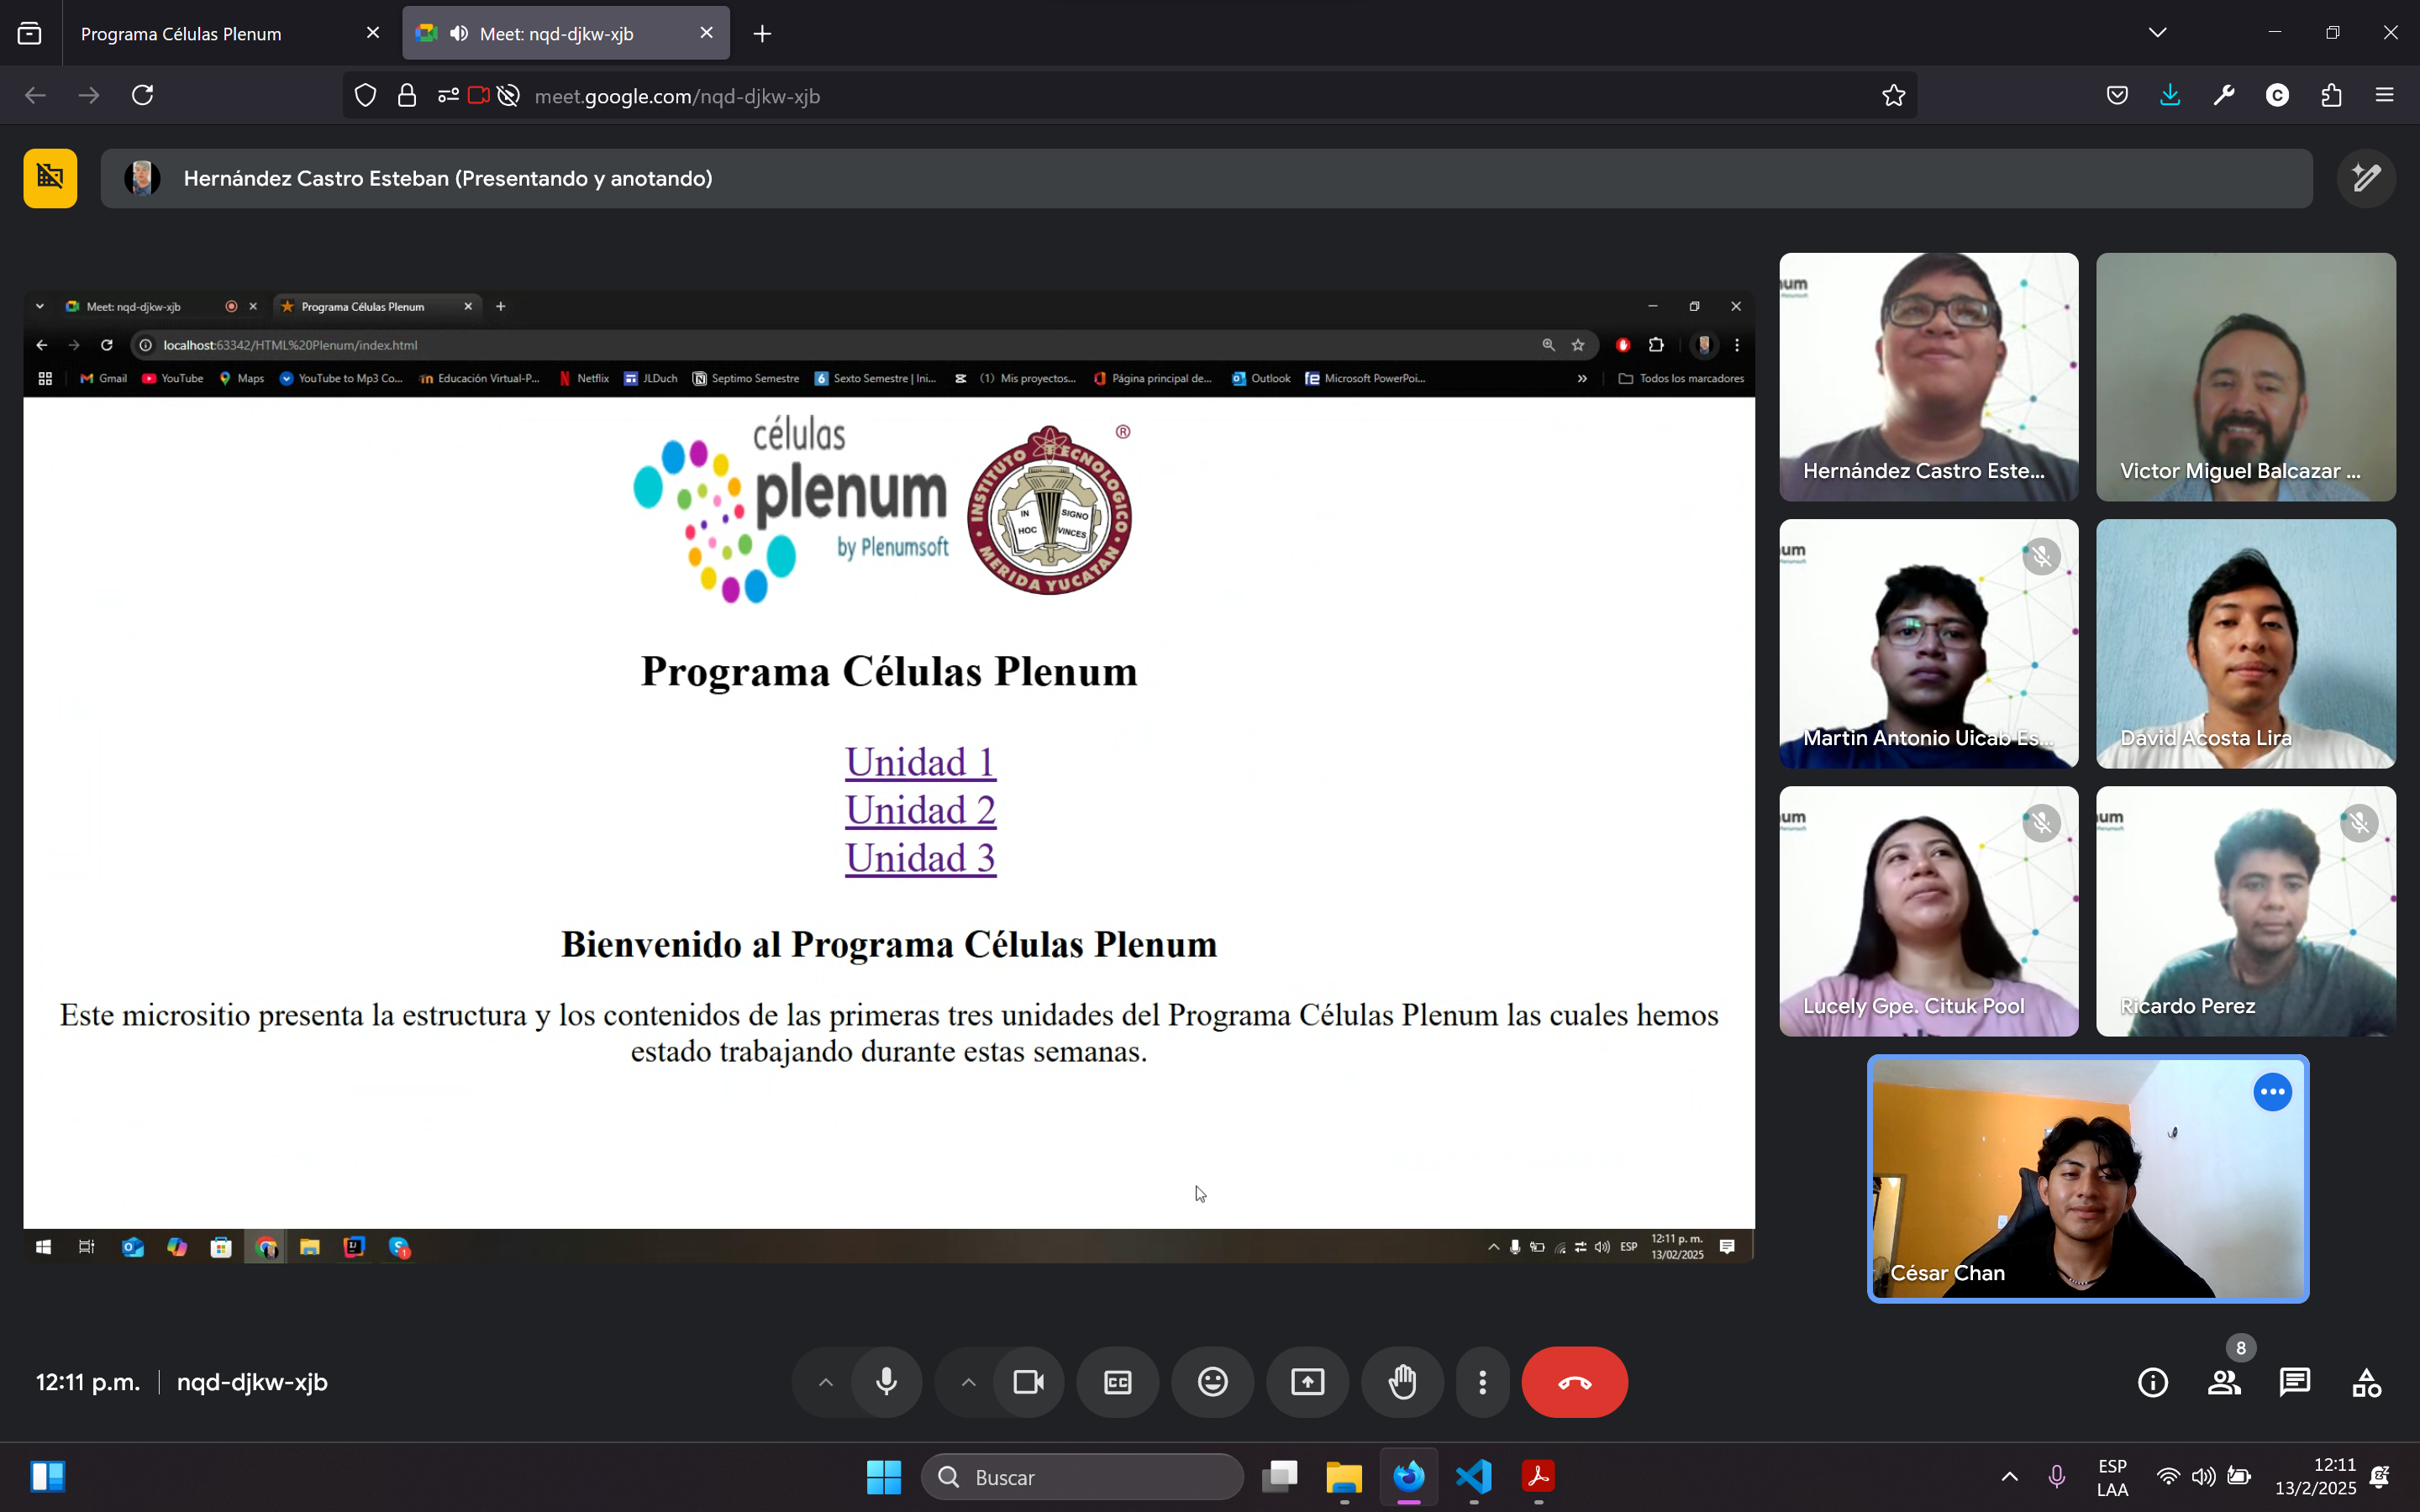 Programa Células Plenum
Meet: nqd-djkw-xjb
meet.google.com/nqd-djkw-xjb
Hernández Castro Esteban (Presentando y anotando)
Meet: nqd-djkw-xjb
Programa Células Plenum
localhost:63342/HTML%20Plenum/index.html
Gmail
YouTube
Maps
YouTube to Mp3 Co...
Educación Virtual-P...
Netflix
JLDuch
Septimo Semestre
Sexto Semestre | Ini...
(1) Mis proyectos...
Página principal de...
Outlook
Microsoft PowerPoi...
Todos los marcadores
células
plenum
by Plenumsoft
INSTITUTO TECNOLOGICO
IN HOC SIGNO VINCES
MERIDA YUCATAN
®
Programa Células Plenum
Unidad 1
Unidad 2
Unidad 3
Bienvenido al Programa Células Plenum
Este micrositio presenta la estructura y los contenidos de las primeras tres unidades del Programa Células Plenum las cuales hemos
estado trabajando durante estas semanas.
ESP
12:11 p. m.
13/02/2025
Hernández Castro Este...
Victor Miguel Balcazar ...
Martin Antonio Uicab Es...
David Acosta Lira
Lucely Gpe. Cituk Pool
Ricardo Perez
César Chan
12:11 p.m.
nqd-djkw-xjb
8
Buscar
ESP
LAA
12:11
13/2/2025